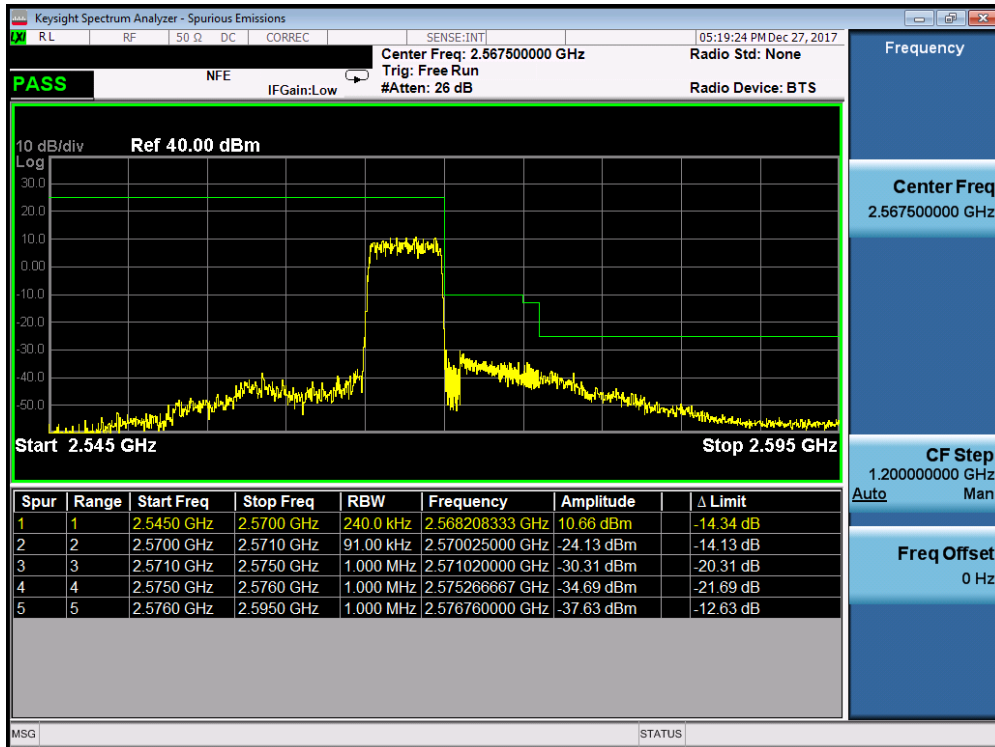 Keysight Spectrum Analyzer - Spurious Emissions
LXI RL RF 50 Ω DC CORREC SENSE:INT 05:19:24 PM Dec 27, 2017
Center Freq: 2.567500000 GHz Radio Std: None
NFE Trig: Free Run
PASS IFGain:Low #Atten: 26 dB Radio Device: BTS
10 dB/div Ref 40.00 dBm
Log
30.0
20.0
10.0
0.00
-10.0
-20.0
-30.0
-40.0
-50.0
Start 2.545 GHz Stop 2.595 GHz
Spur Range Start Freq Stop Freq RBW Frequency Amplitude Δ Limit
1 1 2.5450 GHz 2.5700 GHz 240.0 kHz 2.568208333 GHz 10.66 dBm -14.34 dB
2 2 2.5700 GHz 2.5710 GHz 91.00 kHz 2.570025000 GHz -24.13 dBm -14.13 dB
3 3 2.5710 GHz 2.5750 GHz 1.000 MHz 2.571020000 GHz -30.31 dBm -20.31 dB
4 4 2.5750 GHz 2.5760 GHz 1.000 MHz 2.575266667 GHz -34.69 dBm -21.69 dB
5 5 2.5760 GHz 2.5950 GHz 1.000 MHz 2.576760000 GHz -37.63 dBm -12.63 dB
MSG STATUS
Frequency
Center Freq
2.567500000 GHz
CF Step
1.200000000 GHz
Auto Man
Freq Offset
0 Hz